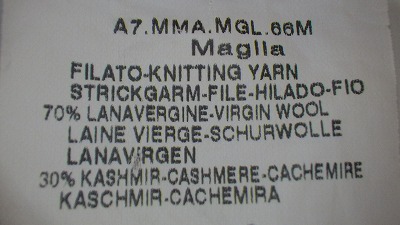 A7.MMA.MGL.66M
Maglia
FILATO-KNITTING YARN
STRICKGARM-FILE-HILADO-FIO
70% LANAVERGINE-VIRGIN WOOL
LAINE VIERGE-SCHURWOLLE
LANAVIRGEN
30% KASHMIR-CASHMERE-CACHEMIRE
KASCHMIR-CACHEMIRA